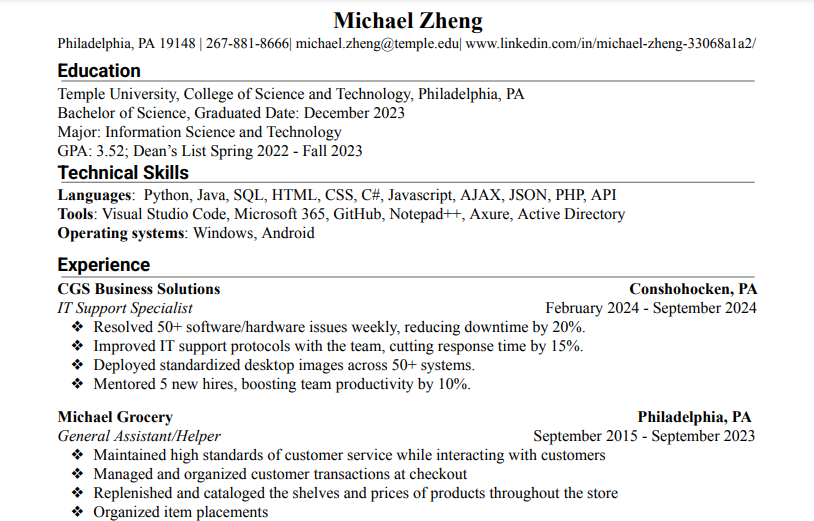 Michael Zheng
Philadelphia, PA 19148 | 267-881-8666| michael.zheng@temple.edu| www.linkedin.com/in/michael-zheng-33068a1a2/
Education
Temple University, College of Science and Technology, Philadelphia, PA
Bachelor of Science, Graduated Date: December 2023
Major: Information Science and Technology
GPA: 3.52; Dean’s List Spring 2022 - Fall 2023
Technical Skills
Languages: Python, Java, SQL, HTML, CSS, C#, Javascript, AJAX, JSON, PHP, API
Tools: Visual Studio Code, Microsoft 365, GitHub, Notepad++, Axure, Active Directory
Operating systems: Windows, Android
Experience
CGS Business Solutions Conshohocken, PA
IT Support Specialist February 2024 - September 2024
❖ Resolved 50+ software/hardware issues weekly, reducing downtime by 20%.
❖ Improved IT support protocols with the team, cutting response time by 15%.
❖ Deployed standardized desktop images across 50+ systems.
❖ Mentored 5 new hires, boosting team productivity by 10%.
Michael Grocery Philadelphia, PA
General Assistant/Helper September 2015 - September 2023
❖ Maintained high standards of customer service while interacting with customers
❖ Managed and organized customer transactions at checkout
❖ Replenished and cataloged the shelves and prices of products throughout the store
❖ Organized item placements